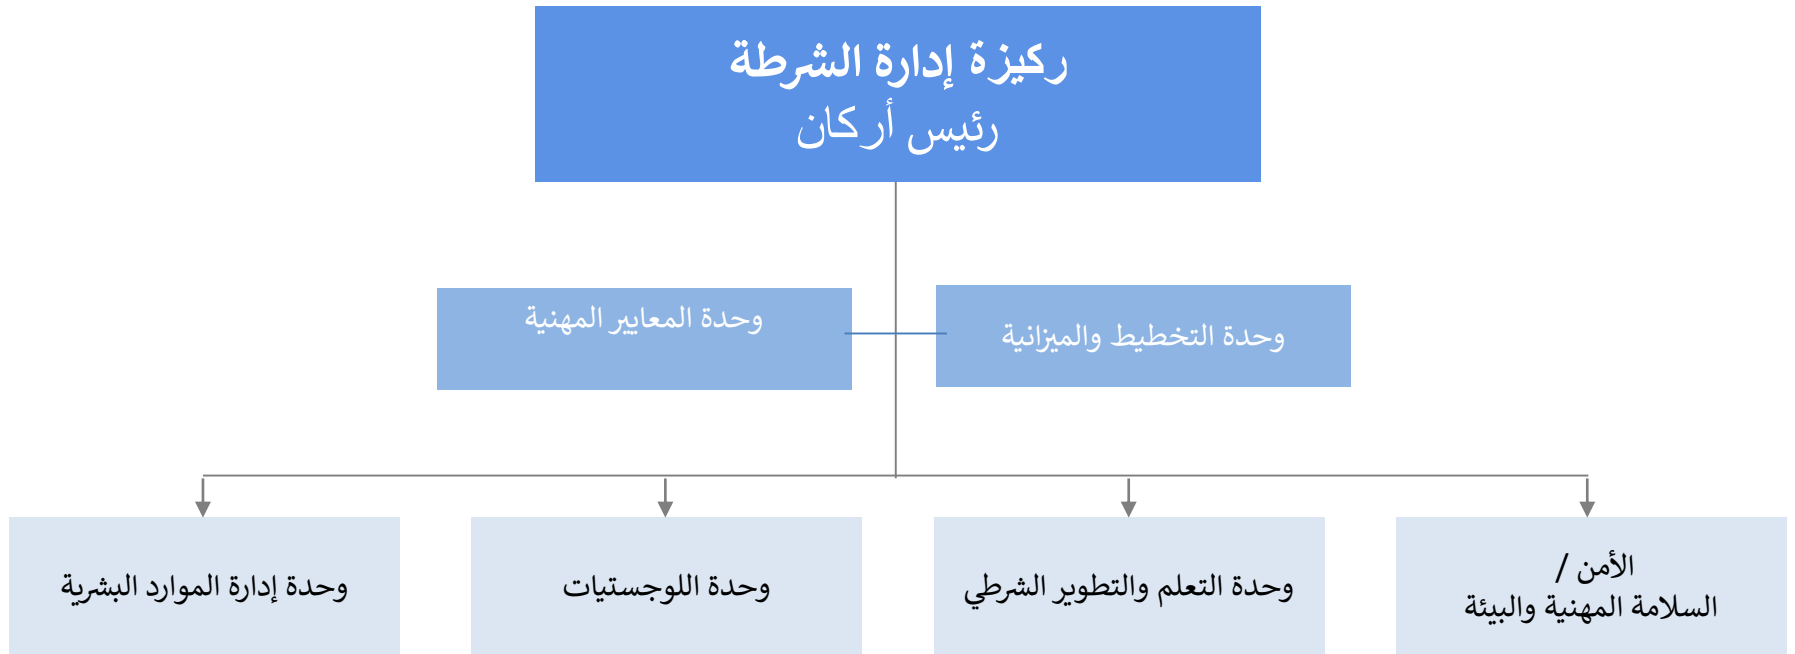 ركيزة إدارة الشرطة
رئيس أركان
وحدة التخطيط والميزانية
وحدة المعايير المهنية
الأمن /
السلامة المهنية والبيئة
وحدة التعلم والتطوير الشرطي
وحدة اللوجستيات
وحدة إدارة الموارد البشرية